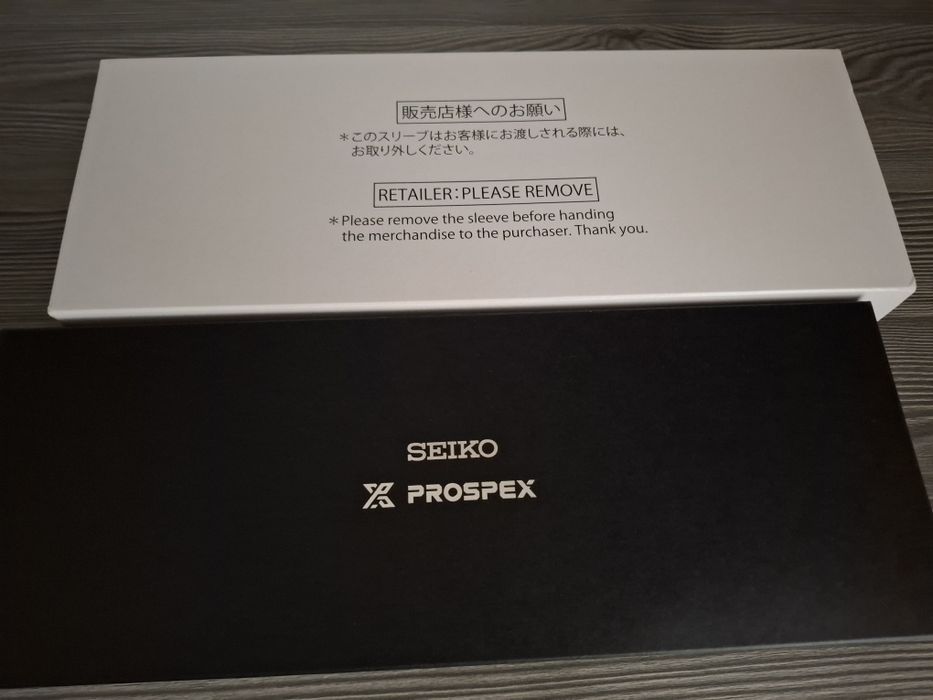 販売店様へのお願い
＊このスリーブはお客様にお渡しされる際には、
お取り外しください。
RETAILER:PLEASE REMOVE
＊Please remove the sleeve before handing
the merchandise to the purchaser. Thank you.
SEIKO
PROSPEX